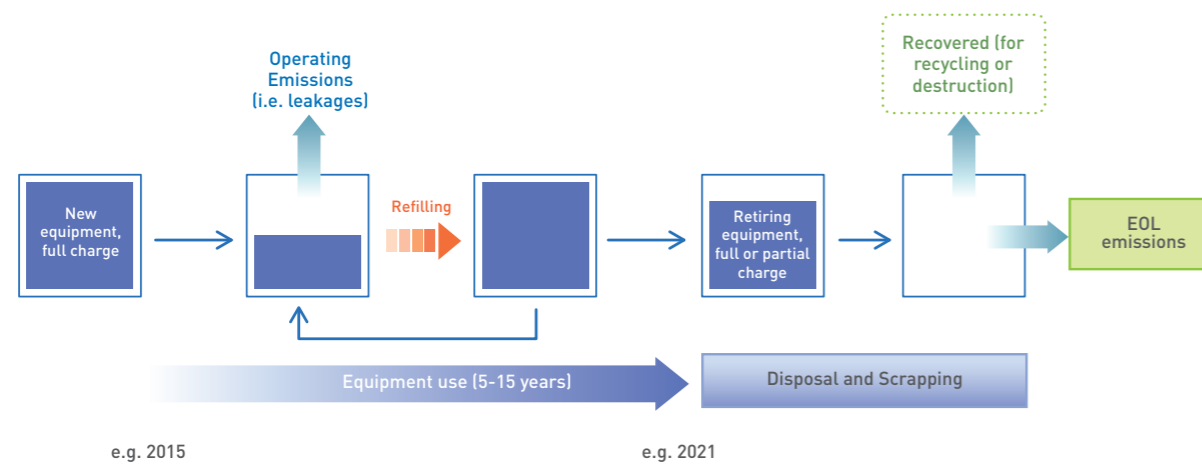 Operating
Emissions
(i.e. leakages)
Recovered (for
recycling or
destruction)
New
equipment,
full charge
Refilling
Retiring
equipment,
full or partial
charge
EOL
emissions
Equipment use (5-15 years)
Disposal and Scrapping
e.g. 2015
e.g. 2021